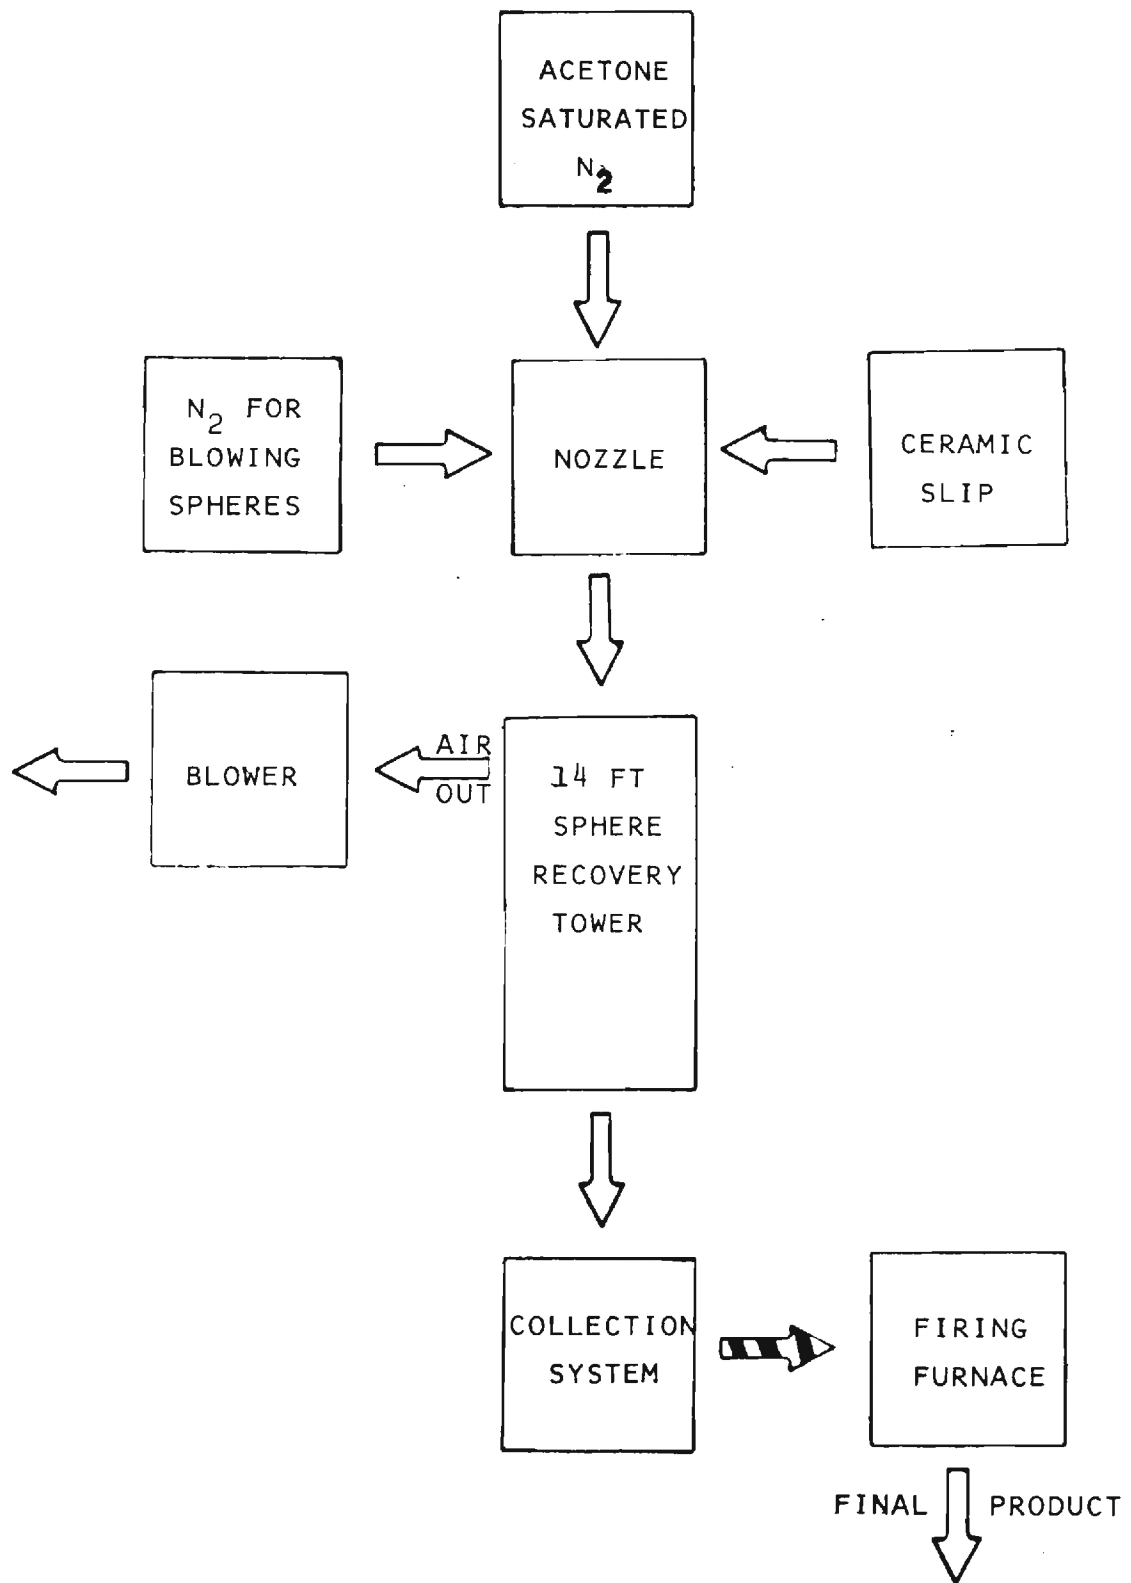 ACETONE
SATURATED
N2
N2 FOR
BLOWING
SPHERES
NOZZLE
CERAMIC
SLIP
BLOWER
AIR
OUT
14 FT
SPHERE
RECOVERY
TOWER
COLLECTION
SYSTEM
FIRING
FURNACE
FINAL PRODUCT